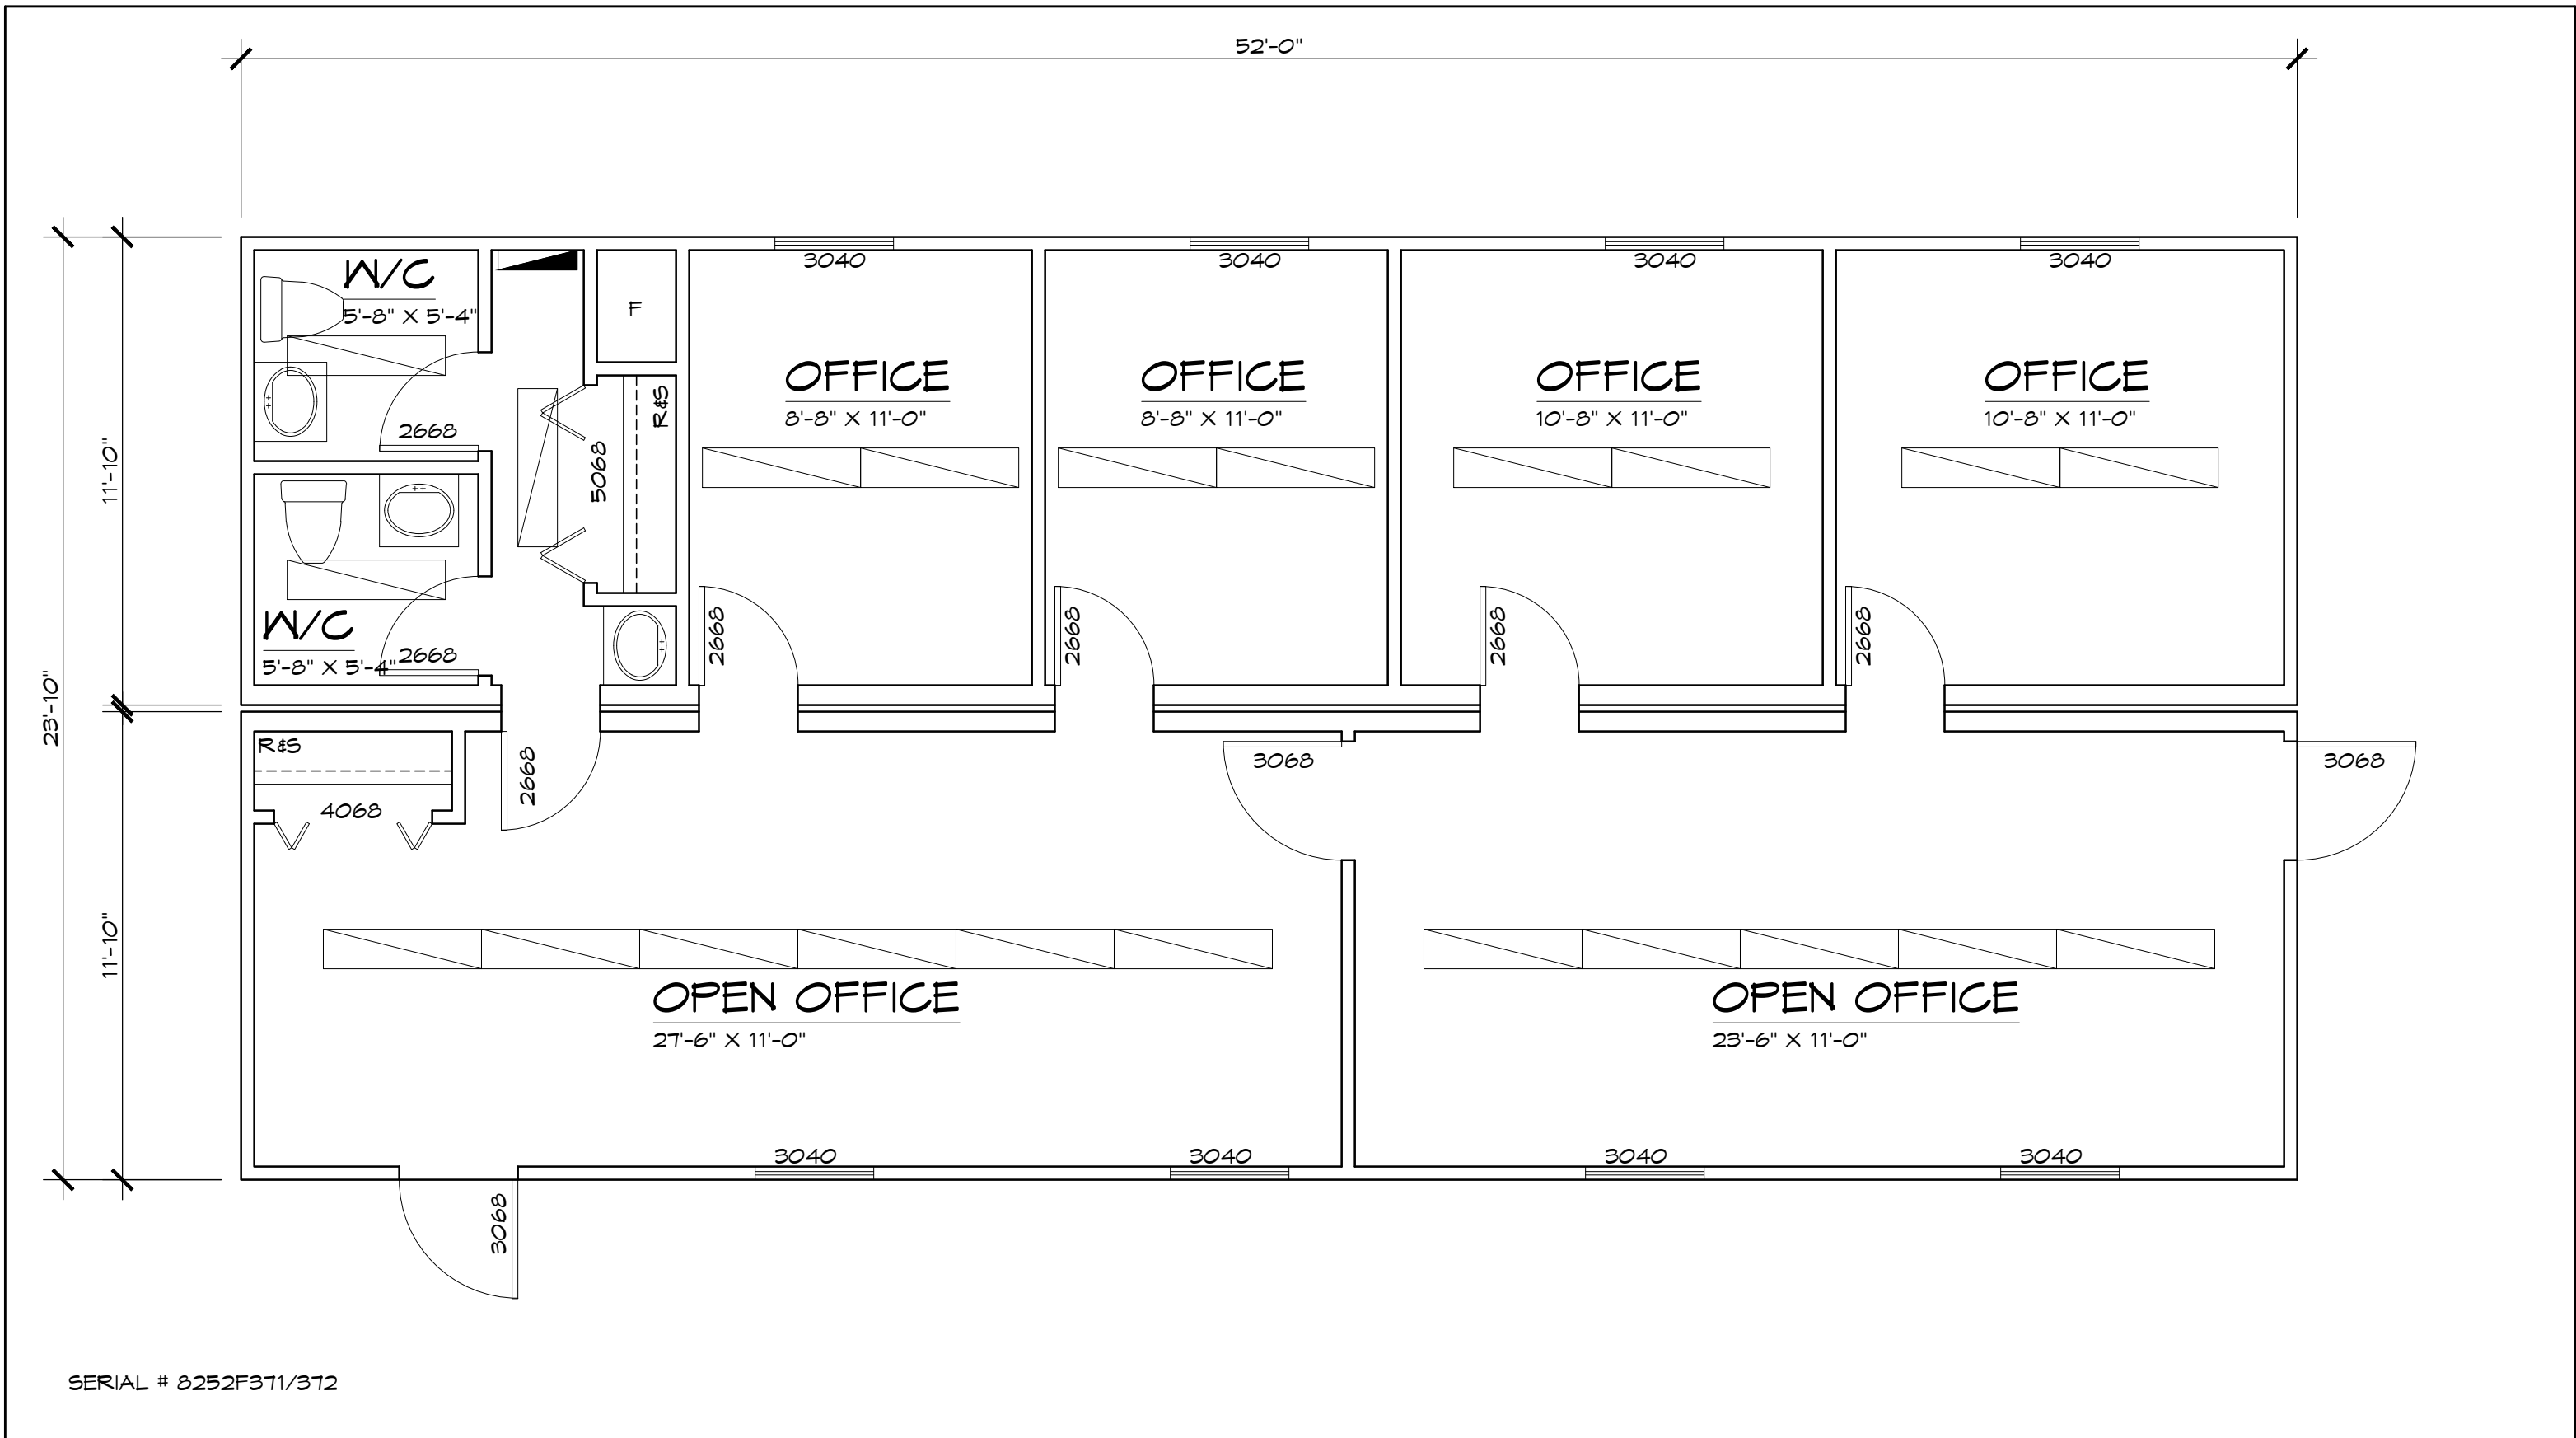 52'-0"
3040
3040
3040
3040
W/C
5'-8" X 5'-4"
F
R&S
OFFICE
8'-8" X 11'-0"
OFFICE
8'-8" X 11'-0"
OFFICE
10'-8" X 11'-0"
OFFICE
10'-8" X 11'-0"
2668
5068
11'-10"
W/C
5'-8" X 5'-4"
2668
2668
2668
2668
2668
23'-10"
R&S
4068
2668
3068
3068
11'-10"
OPEN OFFICE
27'-6" X 11'-0"
OPEN OFFICE
23'-6" X 11'-0"
3040
3040
3040
3040
3068
SERIAL # 8252F371/372